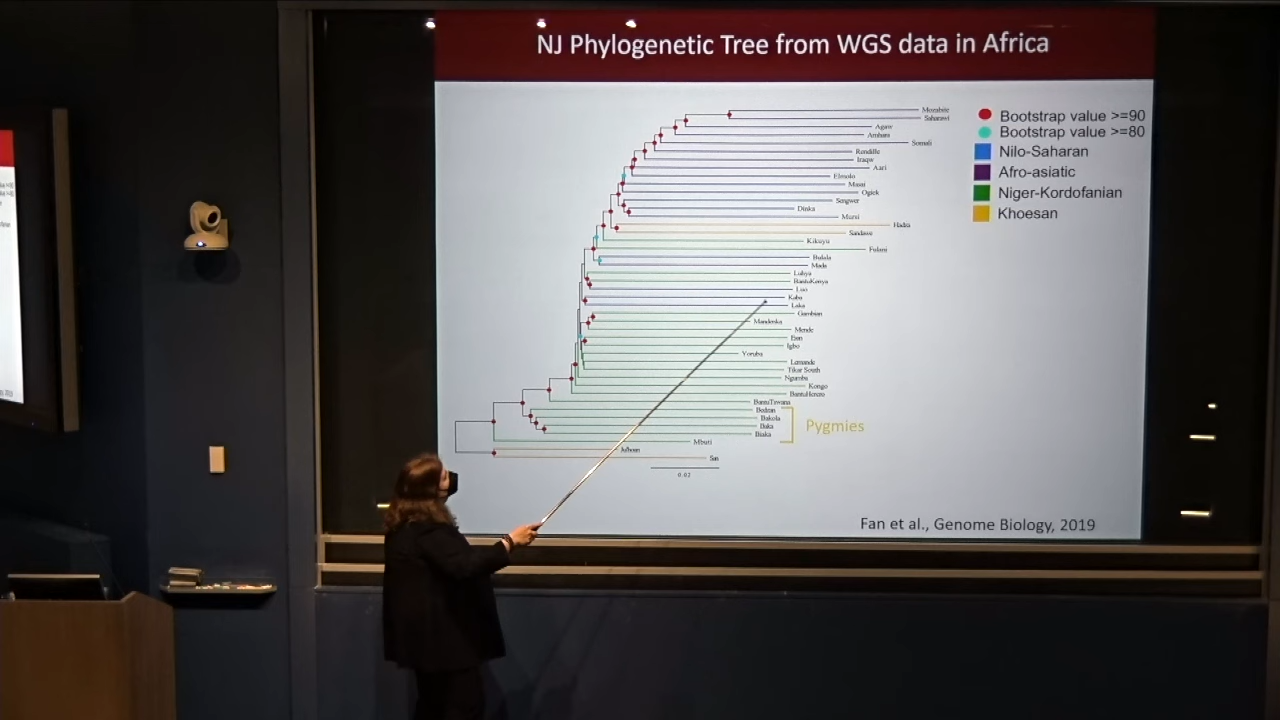 NJ Phylogenetic Tree from WGS data in Africa
Mozabite
Saharawi
Agaw
Amhara
Somali
Rendille
Iraqw
Aari
Elmolo
Masai
Ogiek
Sengwer
Dinka
Mursi
Hadza
Sandawe
Kikuyu
Fulani
Bulala
Mada
Luhya
BantuKenya
Luo
Kaba
Laka
Gambian
Mandenka
Mende
Esan
Igbo
Yoruba
Lemande
Tikar South
Ngumba
Kongo
BantuHerero
BantuTswana
Bedzan
Bakola
Baka
Biaka
Mbuti
Ju|'hoan
San
0.02
Pygmies
Bootstrap value >=90
Bootstrap value >=80
Nilo-Saharan
Afro-asiatic
Niger-Kordofanian
Khoesan
Fan et al., Genome Biology, 2019